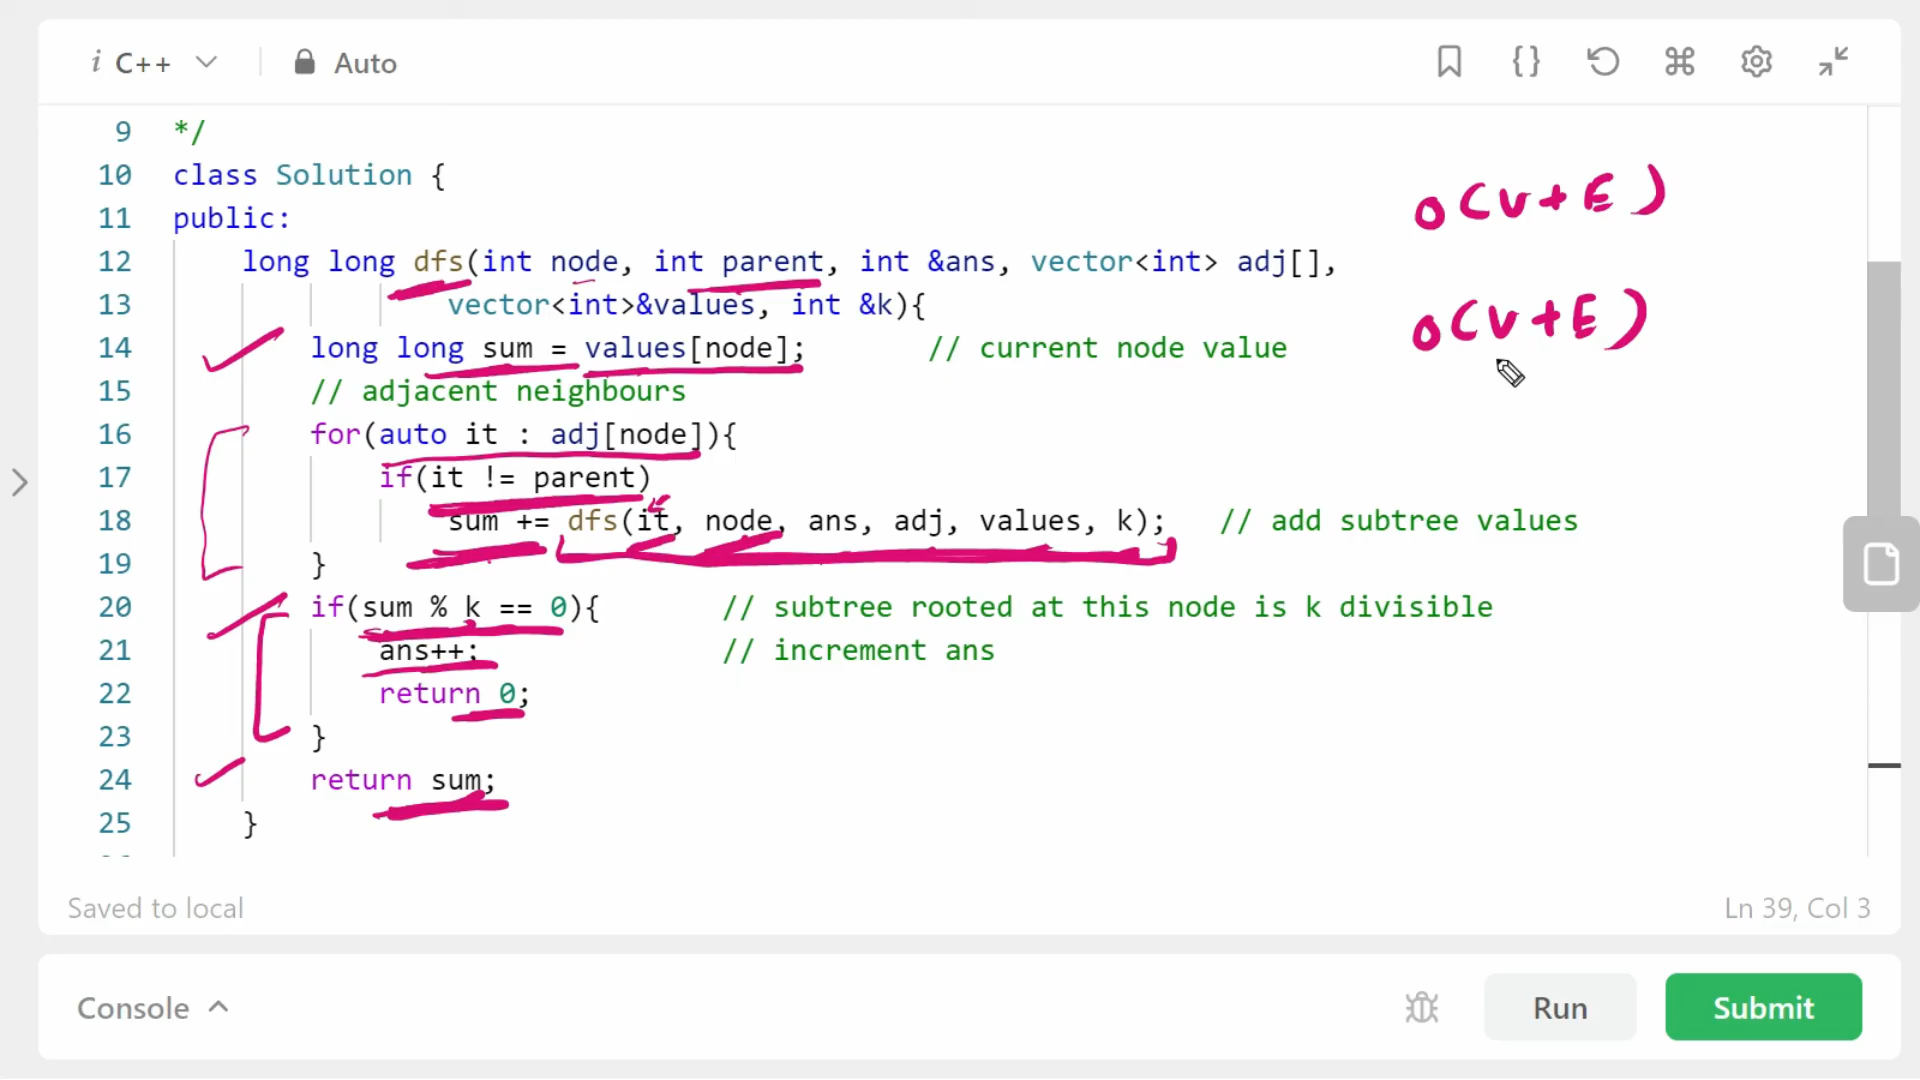 i C++ Auto
9 */
10 class Solution {
11 public:
12 long long dfs(int node, int parent, int &ans, vector<int> adj[],
13 vector<int>&values, int &k){
14 long long sum = values[node]; // current node value
15 // adjacent neighbours
16 for(auto it : adj[node]){
17 if(it != parent)
18 sum += dfs(it, node, ans, adj, values, k); // add subtree values
19 }
20 if(sum % k == 0){ // subtree rooted at this node is k divisible
21 ans++; // increment ans
22 return 0;
23 }
24 return sum;
25 }
O(V+E)
O(V+E)
Saved to local
Ln 39, Col 3
Console
Run
Submit